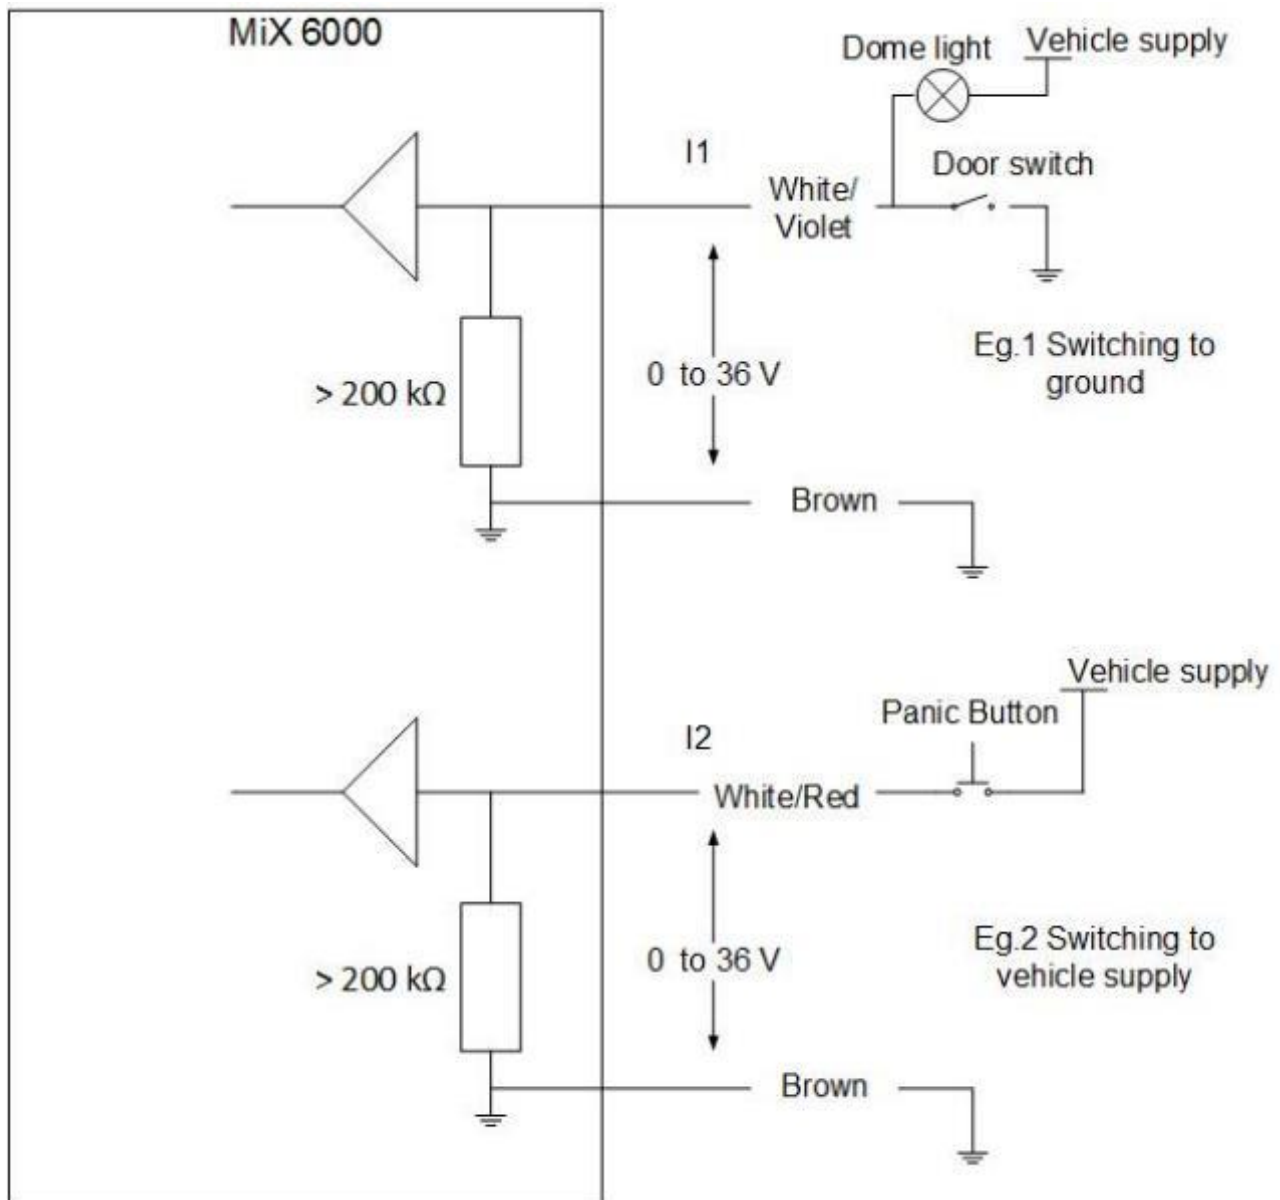 MiX 6000
Dome light
Vehicle supply
I1
White/
Violet
Door switch
> 200 kΩ
0 to 36 V
Eg.1 Switching to
ground
Brown
Vehicle supply
Panic Button
I2
White/Red
> 200 kΩ
0 to 36 V
Eg.2 Switching to
vehicle supply
Brown